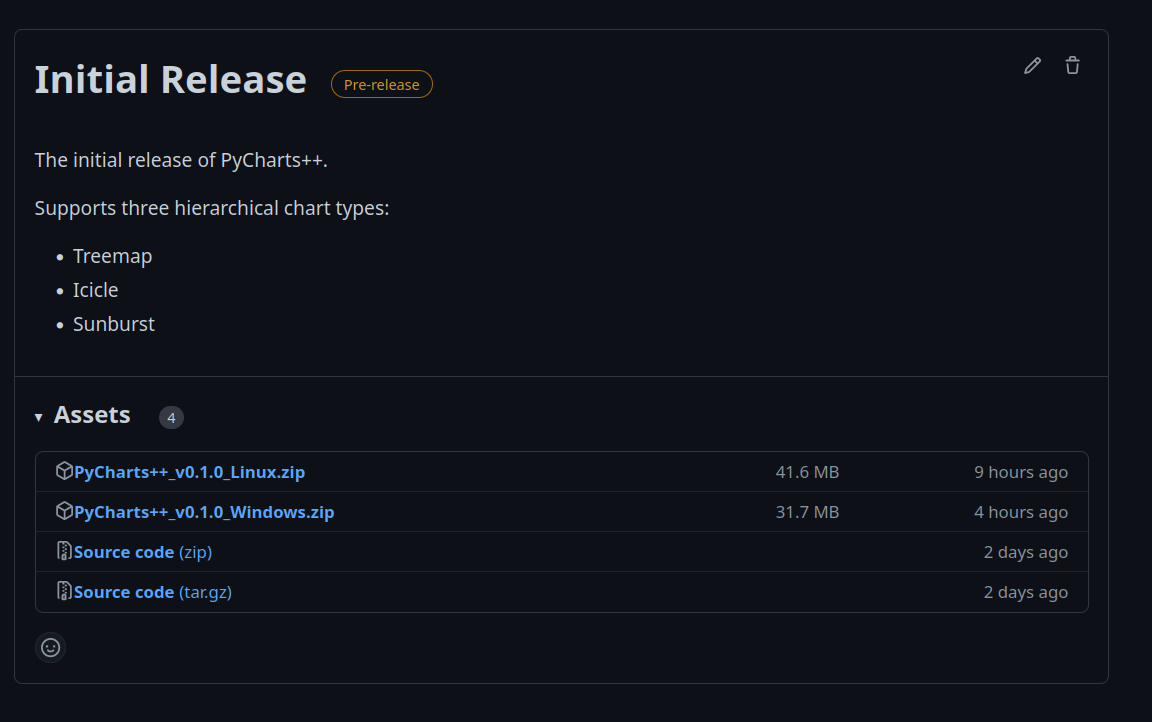 Initial Release Pre-release
The initial release of PyCharts++.
Supports three hierarchical chart types:
• Treemap
• Icicle
• Sunburst
▾ Assets 4
PyCharts++_v0.1.0_Linux.zip 41.6 MB 9 hours ago
PyCharts++_v0.1.0_Windows.zip 31.7 MB 4 hours ago
Source code (zip) 2 days ago
Source code (tar.gz) 2 days ago